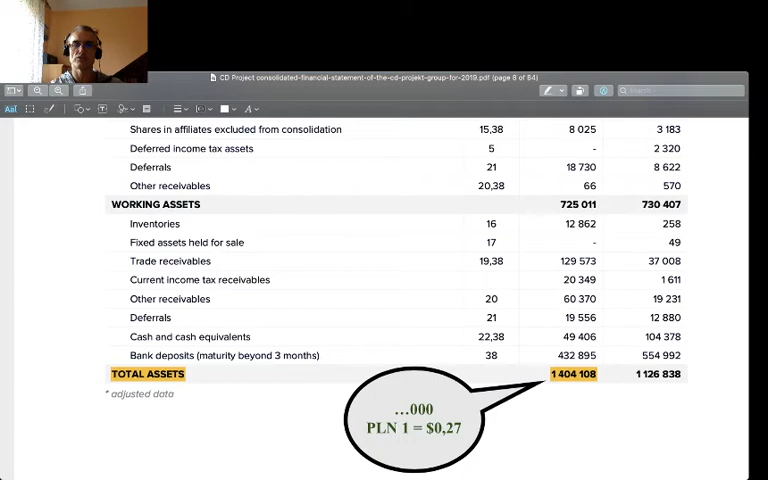 CD Project consolidated-financial-statement-of-the-cd-projekt-group-for-2019.pdf (page 8 of 84)
Search
AaI
A
Shares in affiliates excluded from consolidation 15,38 8 025 3 183
Deferred income tax assets 5 - 2 320
Deferrals 21 18 730 8 622
Other receivables 20,38 66 570
WORKING ASSETS 725 011 730 407
Inventories 16 12 862 258
Fixed assets held for sale 17 - 49
Trade receivables 19,38 129 573 37 008
Current income tax receivables 20 349 1 611
Other receivables 20 60 370 19 231
Deferrals 21 19 556 12 880
Cash and cash equivalents 22,38 49 406 104 378
Bank deposits (maturity beyond 3 months) 38 432 895 554 992
TOTAL ASSETS 1 404 108 1 126 838
* adjusted data
...000
PLN 1 = $0,27